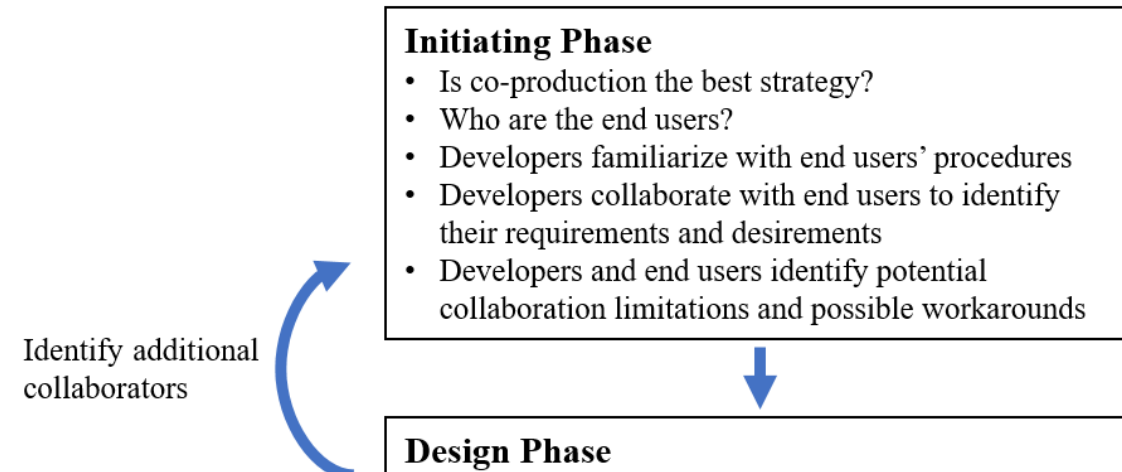 Initiating Phase
• Is co-production the best strategy?
• Who are the end users?
• Developers familiarize with end users’ procedures
• Developers collaborate with end users to identify
their requirements and desirements
• Developers and end users identify potential
collaboration limitations and possible workarounds
Identify additional
collaborators
Design Phase